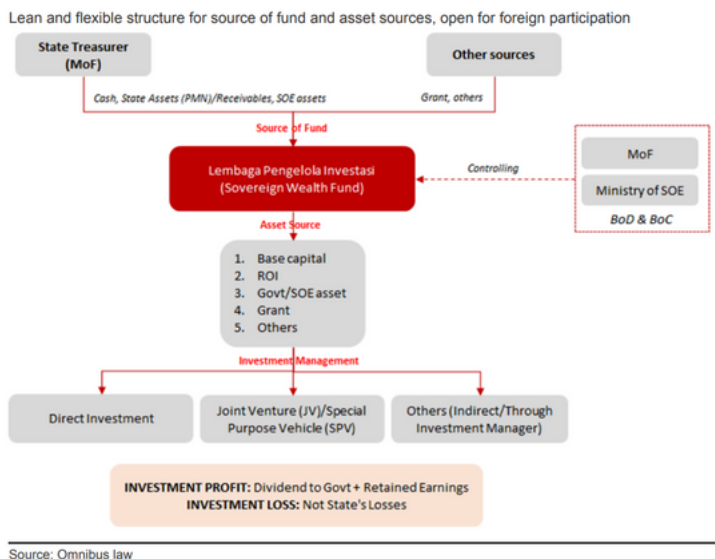 Lean and flexible structure for source of fund and asset sources, open for foreign participation
State Treasurer
(MoF)
Other sources
Cash, State Assets (PMN)/Receivables, SOE assets
Grant, others
Source of Fund
Lembaga Pengelola Investasi
(Sovereign Wealth Fund)
Controlling
MoF
Ministry of SOE
BoD & BoC
Asset Source
1. Base capital
2. ROI
3. Govt/SOE asset
4. Grant
5. Others
Investment Management
Direct Investment
Joint Venture (JV)/Special
Purpose Vehicle (SPV)
Others (Indirect/Through
Investment Manager)
INVESTMENT PROFIT: Dividend to Govt + Retained Earnings
INVESTMENT LOSS: Not State's Losses
Source: Omnibus law